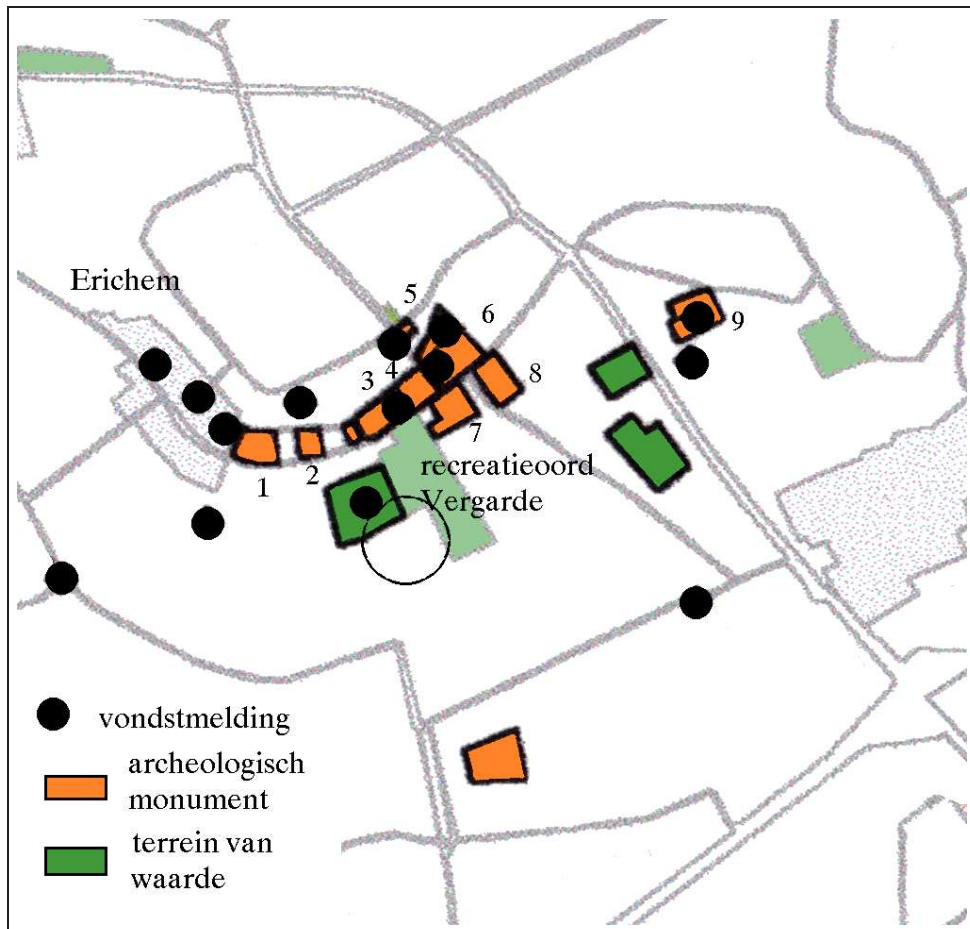 Erichem
5
6
9
4
3
8
7
recreatieoord
Vergarde
1
2
vondstmelding
archeologisch
monument
terrein van
waarde